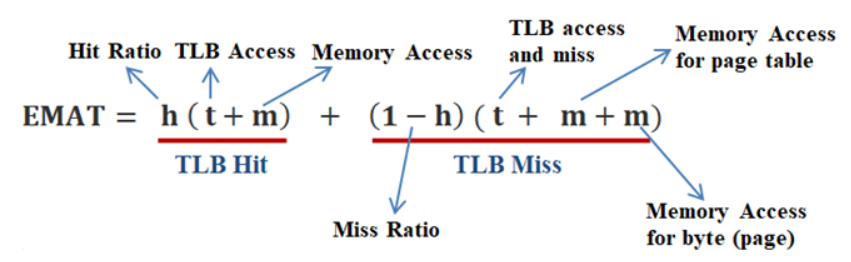 TLB access
and miss
Memory Access
for page table
Hit Ratio TLB Access Memory Access
EMAT = h ( t + m) + (1 − h) ( t + m + m)
TLB Hit
TLB Miss
Miss Ratio
Memory Access
for byte (page)